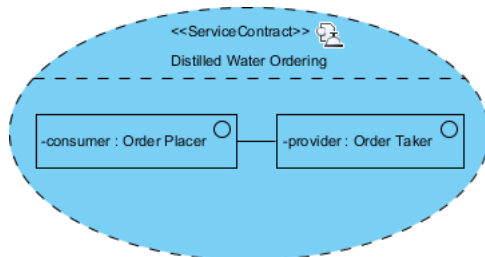 <<ServiceContract>>
Distilled Water Ordering
-consumer : Order Placer
-provider : Order Taker